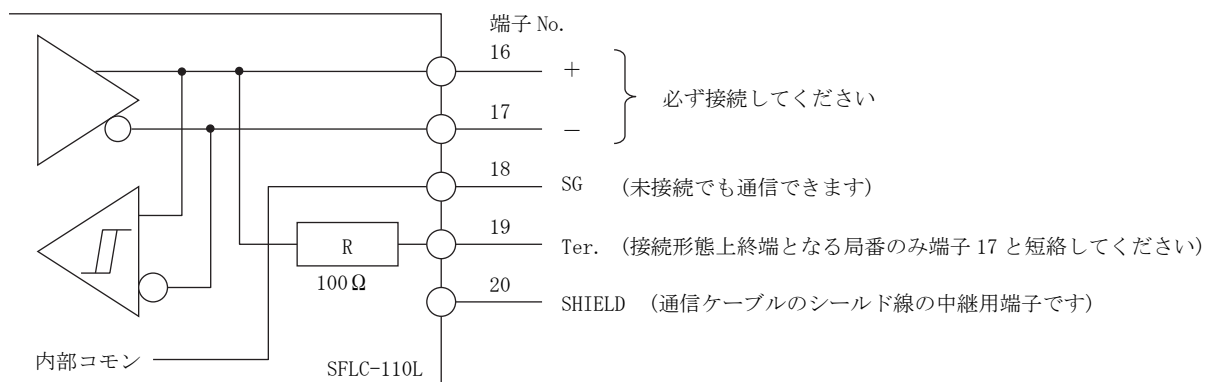 端子 No.
16
+
17
−
必ず接続してください
18
SG （未接続でも通信できます）
19
Ter. （接続形態上終端となる局番のみ端子 17 と短絡してください）
R
100Ω
20
SHIELD （通信ケーブルのシールド線の中継用端子です）
内部コモン
SFLC-110L